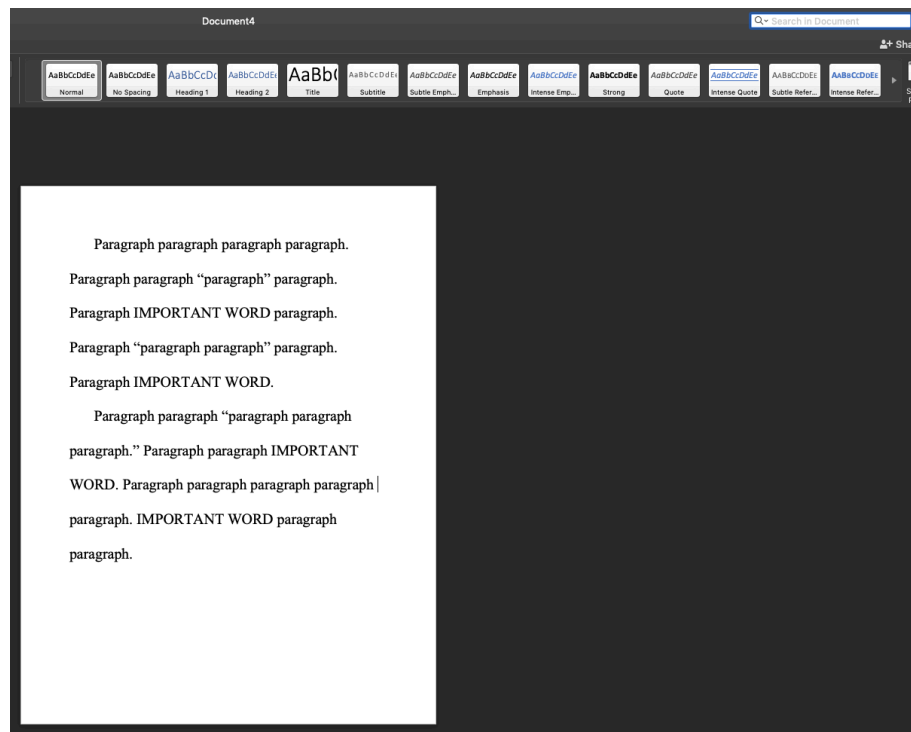 Document4
Search in Document
Sha
AaBbCcDdEe AaBbCcDdEe AaBbCcDc AaBbCcDdEe AaBb( AaBbCcDdEe AaBbCcDdEe AaBbCcDdEe AaBbCcDdEe AaBbCcDdEe AaBbCcDdEe AaBbCcDdEe AaBbCcDdEe AaBbCcDdEe
Normal No Spacing Heading 1 Heading 2 Title Subtitle Subtle Emph... Emphasis Intense Emp... Strong Quote Intense Quote Subtle Refer... Intense Refer...
Paragraph paragraph paragraph paragraph.
Paragraph paragraph “paragraph” paragraph.
Paragraph IMPORTANT WORD paragraph.
Paragraph “paragraph paragraph” paragraph.
Paragraph IMPORTANT WORD.
Paragraph paragraph “paragraph paragraph
paragraph.” Paragraph paragraph IMPORTANT
WORD. Paragraph paragraph paragraph paragraph
paragraph. IMPORTANT WORD paragraph
paragraph.